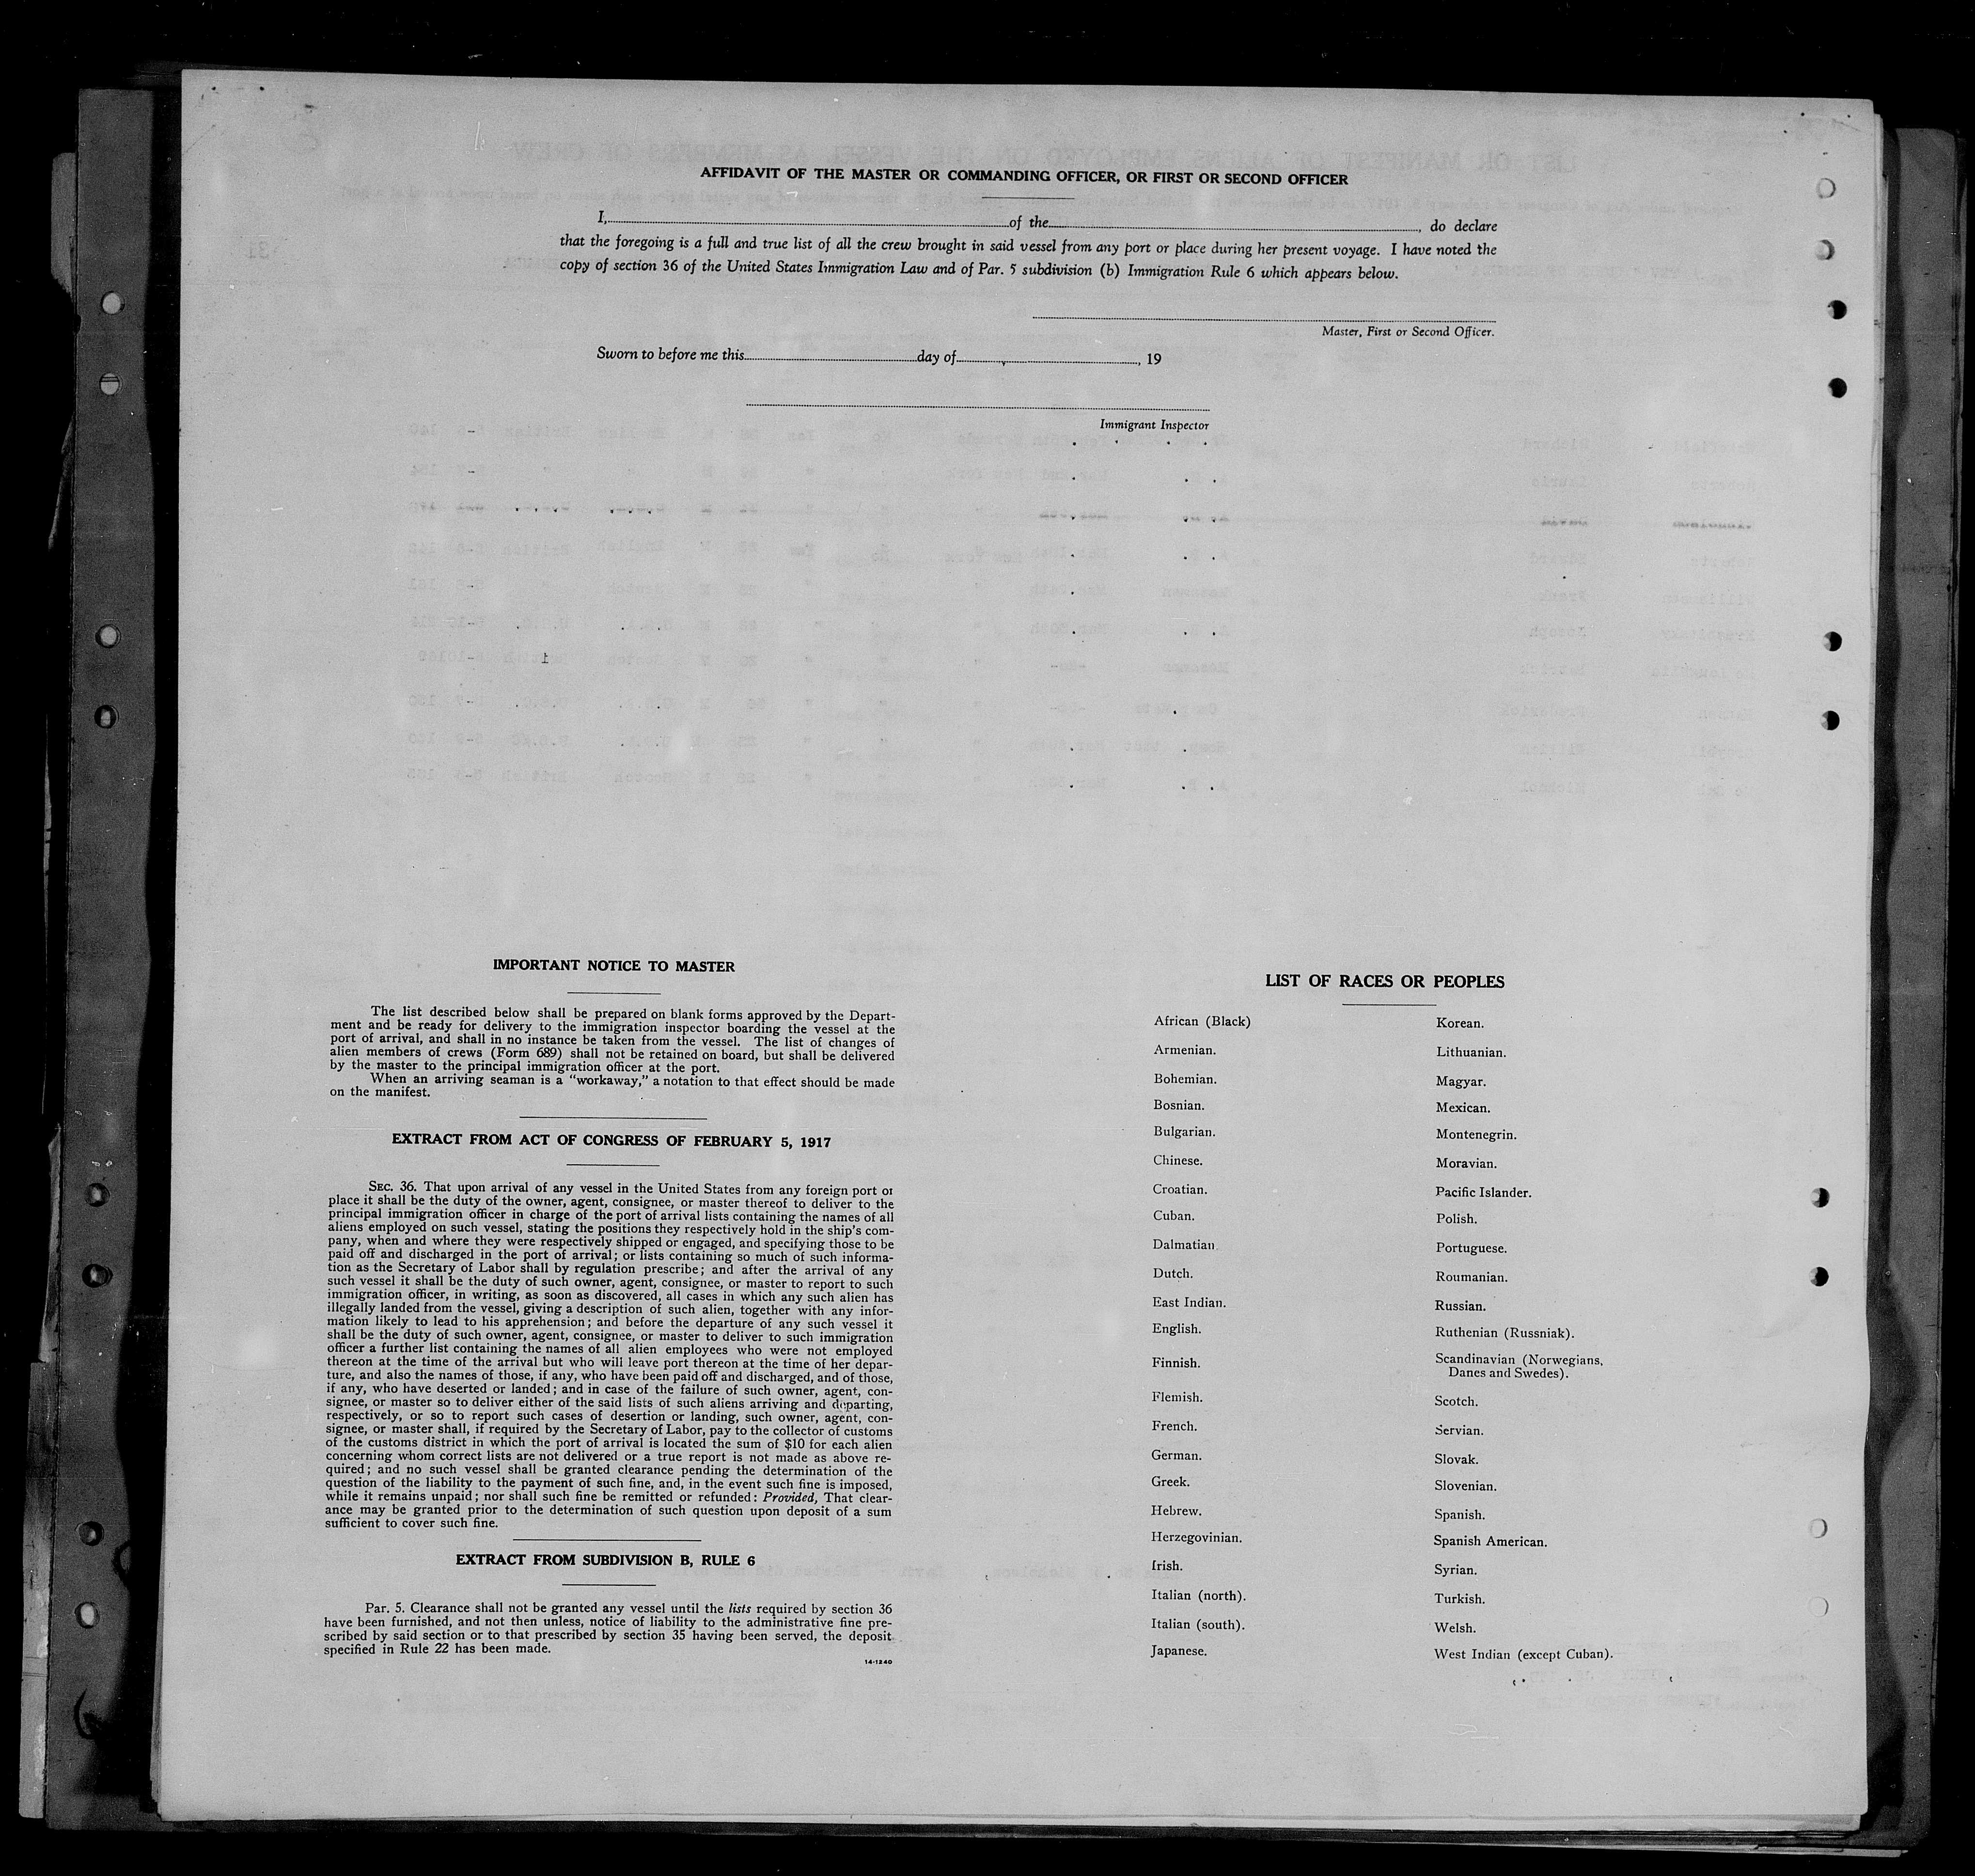 AFFIDAVIT OF THE MASTER OR COMMANDING OFFICER, OR FIRST OR SECOND OFFICER
I, of the , do declare
that the foregoing is a full and true list of all the crew brought in said vessel from any port or place during her present voyage. I have noted the
copy of section 36 of the United States Immigration Law and of Par. 5 subdivision (b) Immigration Rule 6 which appears below.
Master, First or Second Officer.
Sworn to before me this day of , 19
Immigrant Inspector
IMPORTANT NOTICE TO MASTER
The list described below shall be prepared on blank forms approved by the Depart-
ment and be ready for delivery to the immigration inspector boarding the vessel at the
port of arrival, and shall in no instance be taken from the vessel. The list of changes of
alien members of crews (Form 689) shall not be retained on board, but shall be delivered
by the master to the principal immigration officer at the port.
When an arriving seaman is a "workaway," a notation to that effect should be made
on the manifest.
EXTRACT FROM ACT OF CONGRESS OF FEBRUARY 5, 1917
SEC. 36. That upon arrival of any vessel in the United States from any foreign port or
place it shall be the duty of the owner, agent, consignee, or master thereof to deliver to the
principal immigration officer in charge of the port of arrival lists containing the names of all
aliens employed on such vessel, stating the positions they respectively hold in the ship's com-
pany, when and where they were respectively shipped or engaged, and specifying those to be
paid off and discharged in the port of arrival; or lists containing so much of such informa-
tion as the Secretary of Labor shall by regulation prescribe; and after the arrival of any
such vessel it shall be the duty of such owner, agent, consignee, or master to report to such
immigration officer, in writing, as soon as discovered, all cases in which any such alien has
illegally landed from the vessel, giving a description of such alien, together with any infor-
mation likely to lead to his apprehension; and before the departure of any such vessel it
shall be the duty of such owner, agent, consignee, or master to deliver to such immigration
officer a further list containing the names of all alien employees who were not employed
thereon at the time of the arrival but who will leave port thereon at the time of her depar-
ture, and also the names of those, if any, who have been paid off and discharged, and of those,
if any, who have deserted or landed; and in case of the failure of such owner, agent, con-
signee, or master so to deliver either of the said lists of such aliens arriving and departing,
respectively, or so to report such cases of desertion or landing, such owner, agent, con-
signee, or master shall, if required by the Secretary of Labor, pay to the collector of customs
of the customs district in which the port of arrival is located the sum of $10 for each alien
concerning whom correct lists are not delivered or a true report is not made as above re-
quired; and no such vessel shall be granted clearance pending the determination of the
question of the liability to the payment of such fine, and, in the event such fine is imposed,
while it remains unpaid; nor shall such fine be remitted or refunded: Provided, That clear-
ance may be granted prior to the determination of such question upon deposit of a sum
sufficient to cover such fine.
EXTRACT FROM SUBDIVISION B, RULE 6
Par. 5. Clearance shall not be granted any vessel until the lists required by section 36
have been furnished, and not then unless, notice of liability to the administrative fine pre-
scribed by said section or to that prescribed by section 35 having been served, the deposit
specified in Rule 22 has been made.
14-1240
LIST OF RACES OR PEOPLES
African (Black)
Armenian.
Bohemian.
Bosnian.
Bulgarian.
Chinese.
Croatian.
Cuban.
Dalmatian
Dutch.
East Indian.
English.
Finnish.
Flemish.
French.
German.
Greek.
Hebrew.
Herzegovinian.
Irish.
Italian (north).
Italian (south).
Japanese.
Korean.
Lithuanian.
Magyar.
Mexican.
Montenegrin.
Moravian.
Pacific Islander.
Polish.
Portuguese.
Roumanian.
Russian.
Ruthenian (Russniak).
Scandinavian (Norwegians,
Danes and Swedes).
Scotch.
Servian.
Slovak.
Slovenian.
Spanish.
Spanish American.
Syrian.
Turkish.
Welsh.
West Indian (except Cuban).